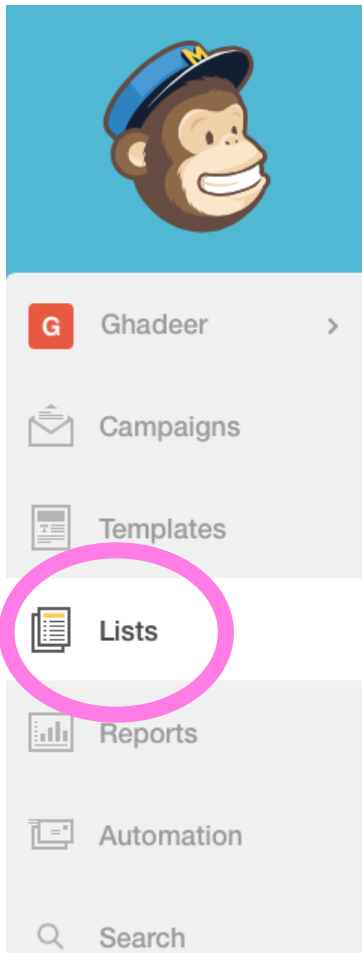 M
G Ghadeer
Campaigns
Templates
Lists
Reports
Automation
Search